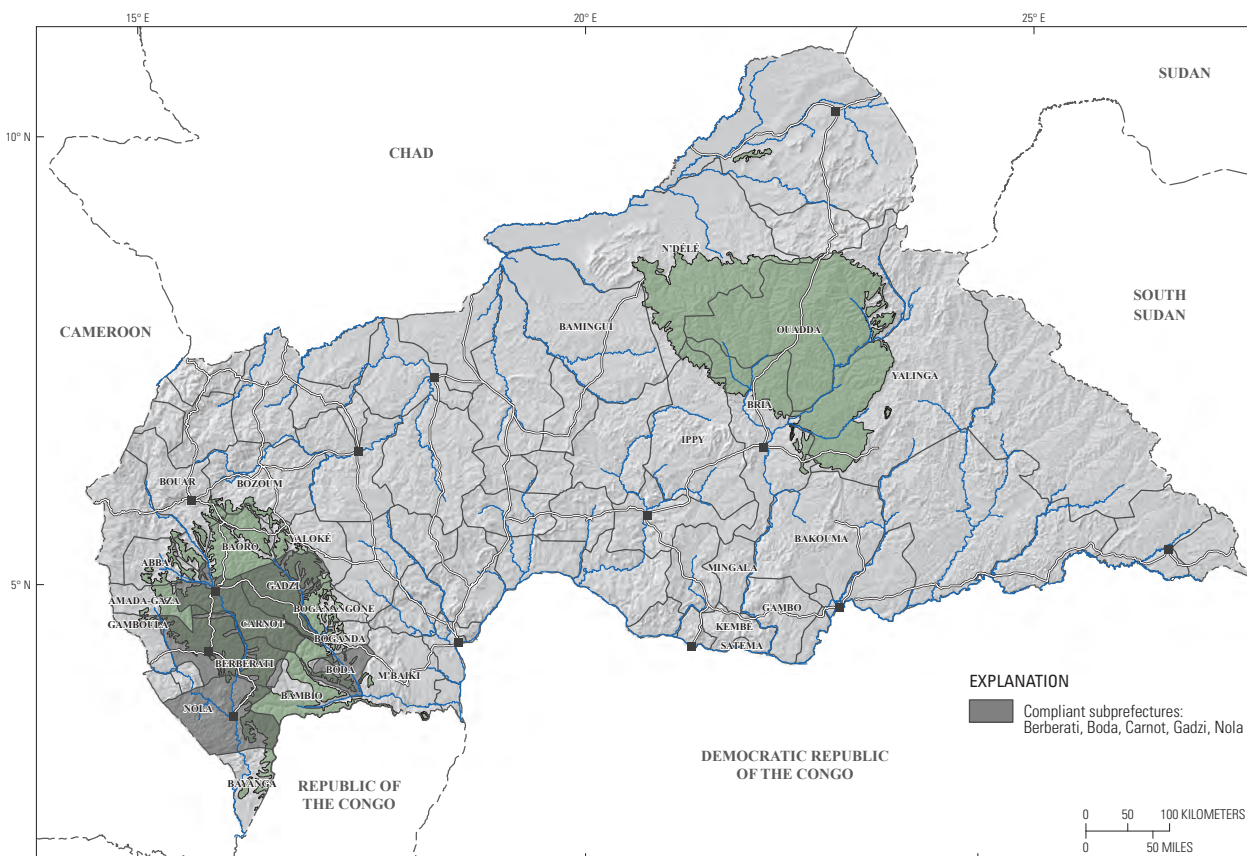 15° E
20° E
25° E
SUDAN
10° N
CHAD
N'DÉLÉ
SOUTH
SUDAN
CAMEROON
BAMINGUI
OUADDA
YALINGA
BRIA
IPPY
BOUAR
BOZOUM
YALOKÉ
BAORO
BAKOUMA
ABBA
MINGALA
5° N
GADZI
AMADA-GAZA
BOGANANGONE
GAMBO
GAMBOULA
CARNOT
KEMBÉ
BOGANDA
SATEMA
BERBERATI
BODA
M'BAIKI
EXPLANATION
BAMBIO
NOLA
Compliant subprefectures:
Berberati, Boda, Carnot, Gadzi, Nola
DEMOCRATIC REPUBLIC
OF THE CONGO
REPUBLIC OF
THE CONGO
BAYANGA
0 50 100 KILOMETERS
0 50 MILES